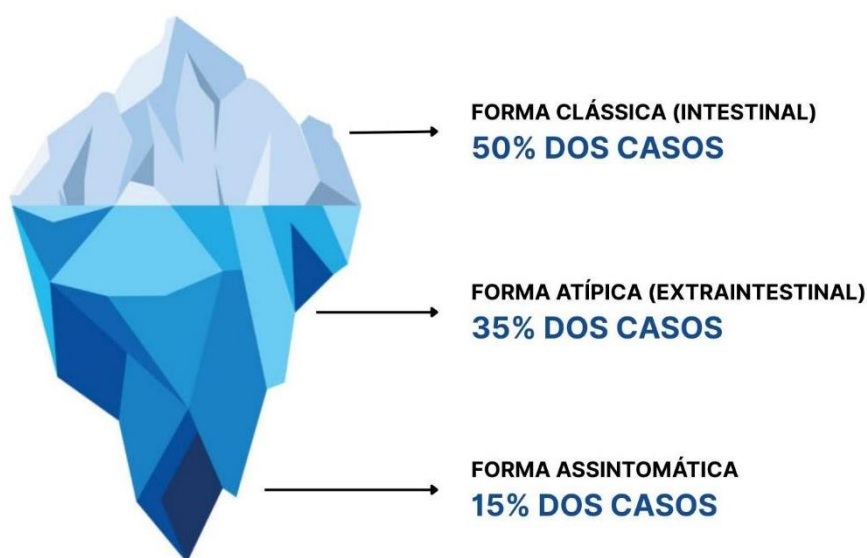 FORMA CLÁSSICA (INTESTINAL)
50% DOS CASOS
FORMA ATÍPICA (EXTRAINTESTINAL)
35% DOS CASOS
FORMA ASSINTOMÁTICA
15% DOS CASOS